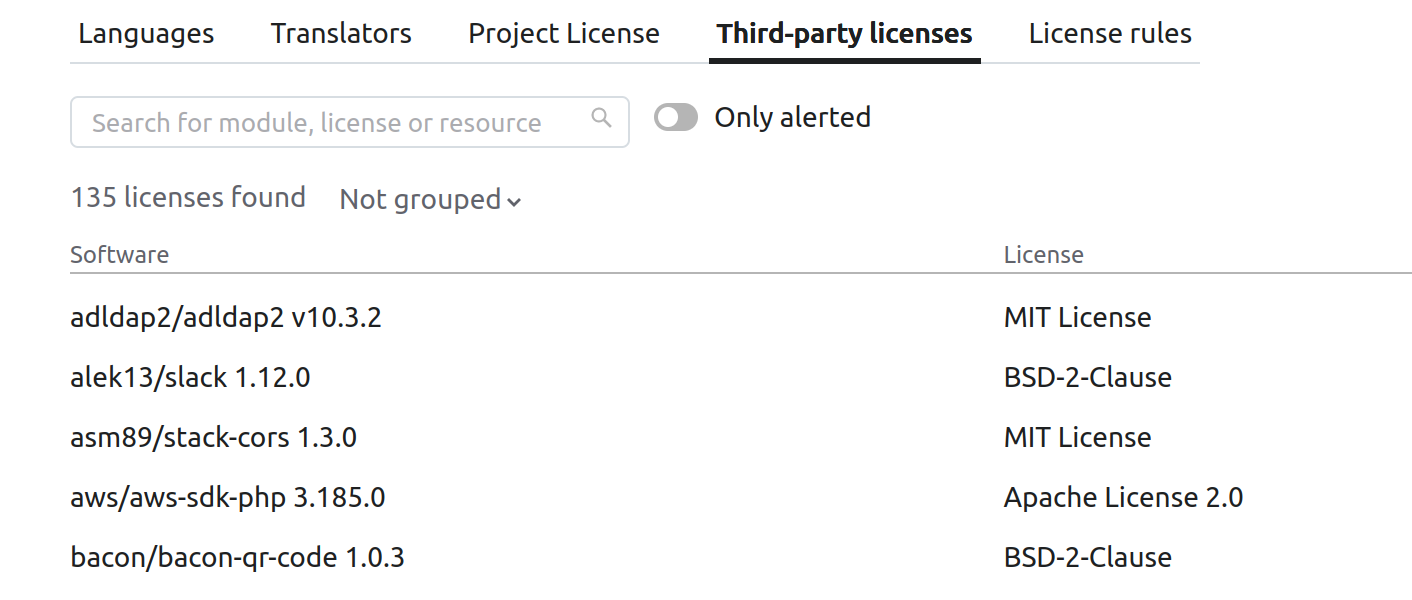 Languages Translators Project License Third-party licenses License rules
Search for module, license or resource Only alerted
135 licenses found Not grouped
Software License
adldap2/adldap2 v10.3.2 MIT License
alek13/slack 1.12.0 BSD-2-Clause
asm89/stack-cors 1.3.0 MIT License
aws/aws-sdk-php 3.185.0 Apache License 2.0
bacon/bacon-qr-code 1.0.3 BSD-2-Clause